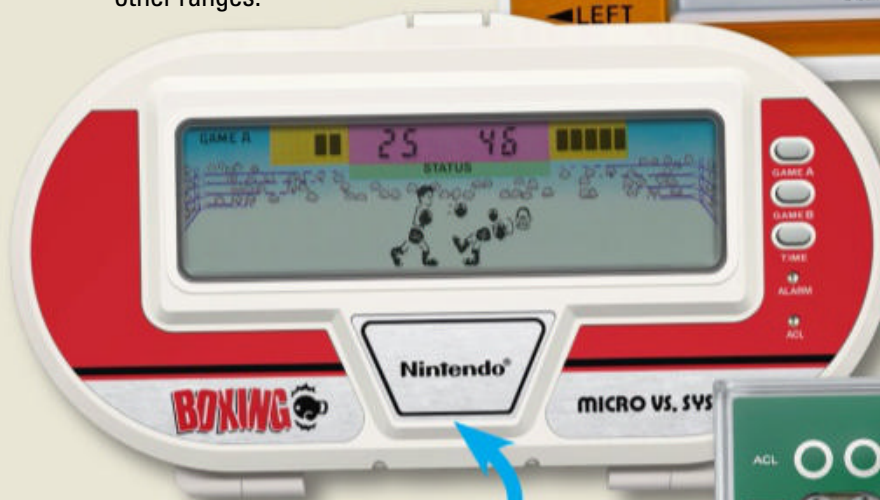 other ranges.
◄LEFT
GAME A
25 46
STATUS
GAME A
GAME B
TIME
ALARM
ACL
Nintendo®
BOXING
MICRO VS. SYS
ACL